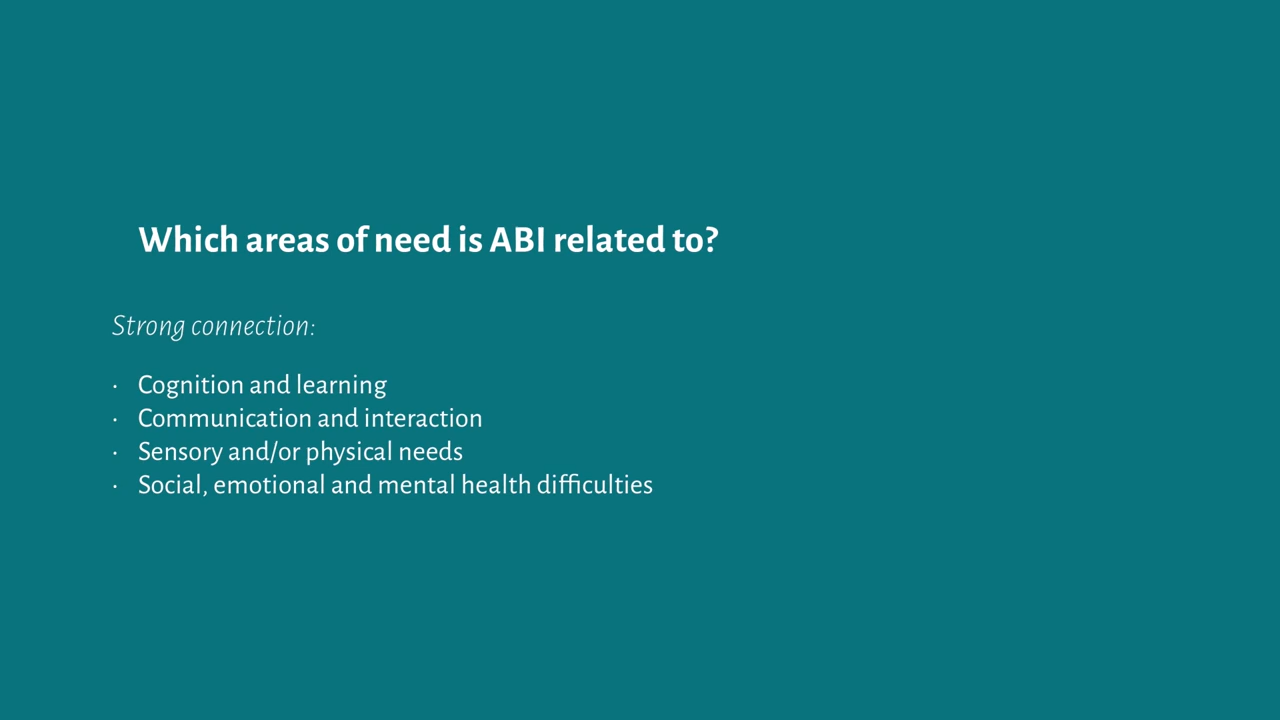 Which areas of need is ABI related to?
Strong connection:
· Cognition and learning
· Communication and interaction
· Sensory and/or physical needs
· Social, emotional and mental health difficulties